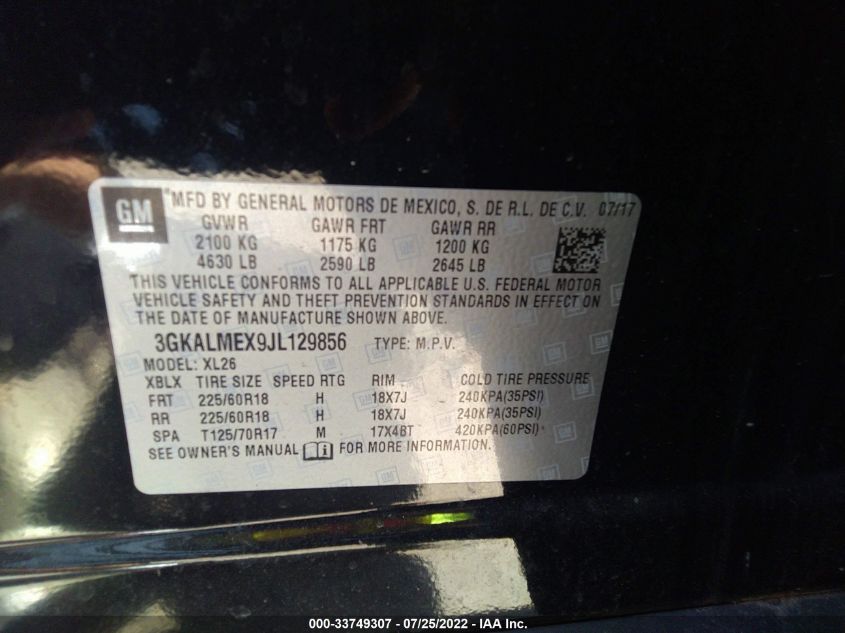 GM
MFD BY GENERAL MOTORS DE MEXICO, S. DE R.L. DE C.V. 07/17
GVWR GAWR FRT GAWR RR
2100 KG 1175 KG 1200 KG
4630 LB 2590 LB 2645 LB
THIS VEHICLE CONFORMS TO ALL APPLICABLE U.S. FEDERAL MOTOR
VEHICLE SAFETY AND THEFT PREVENTION STANDARDS IN EFFECT ON
THE DATE OF MANUFACTURE SHOWN ABOVE.
3GKALMEX9JL129856 TYPE: M.P.V.
MODEL: XL26
XBLX TIRE SIZE SPEED RTG RIM COLD TIRE PRESSURE
FRT 225/60R18 H 18X7J 240KPA(35PSI)
RR 225/60R18 H 18X7J 240KPA(35PSI)
SPA T125/70R17 M 17X4BT 420KPA(60PSI)
SEE OWNER'S MANUAL FOR MORE INFORMATION.
000-33749307 - 07/25/2022 - IAA Inc.